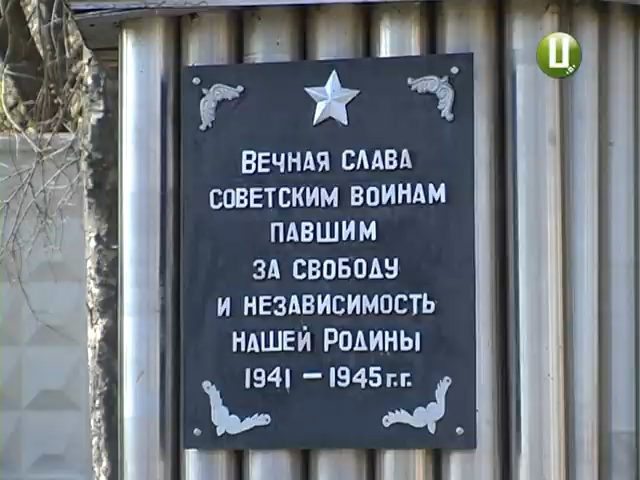 Ц
Вечная слава
советским воинам
павшим
за свободу
и независимость
нашей Родины
1941 – 1945 г.г.